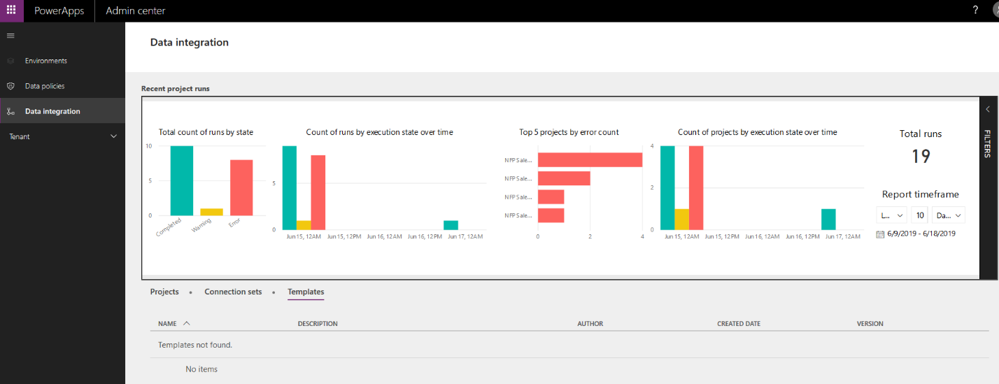 PowerApps Admin center ?
Data integration
Environments
Data policies
Data integration
Tenant
Recent project runs
Total count of runs by state
10
5
0
Completed
Warning
Error
Count of runs by execution state over time
5
0
Jun 15, 12AM Jun 15, 12PM Jun 16, 12AM Jun 16, 12PM Jun 17, 12AM
Top 5 projects by error count
NFP Sale...
NFP Sale...
NFP Sale...
NFP Sale...
0 2 4
Count of projects by execution state over time
4
2
0
Jun 15, 12AM Jun 15, 12PM Jun 16, 12AM Jun 16, 12PM Jun 17, 12AM
Total runs
19
Report timeframe
L... 10 Da...
6/9/2019 - 6/18/2019
FILTERS
Projects • Connection sets • Templates
NAME DESCRIPTION AUTHOR CREATED DATE VERSION
Templates not found.
No items